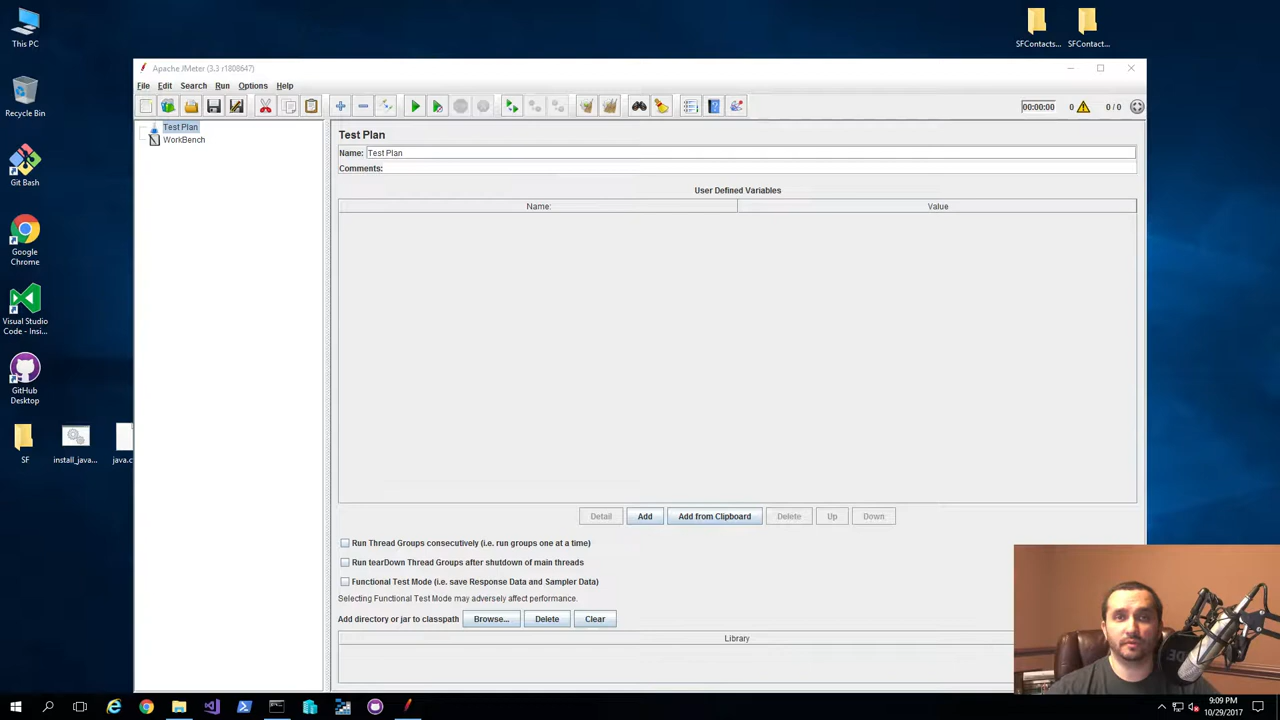 This PC
Recycle Bin
Git Bash
Google
Chrome
Visual Studio
Code - Insi...
GitHub
Desktop
SF
install_java...
java.c
SFContacts...
SFContact...
Apache JMeter (3.3 r1808647)
File Edit Search Run Options Help
00:00:00 0 0 / 0
Test Plan
WorkBench
Test Plan
Name: Test Plan
Comments:
User Defined Variables
Name: Value
Detail Add Add from Clipboard Delete Up Down
Run Thread Groups consecutively (i.e. run groups one at a time)
Run tearDown Thread Groups after shutdown of main threads
Functional Test Mode (i.e. save Response Data and Sampler Data)
Selecting Functional Test Mode may adversely affect performance.
Add directory or jar to classpath Browse... Delete Clear
Library
9:09 PM
10/29/2017